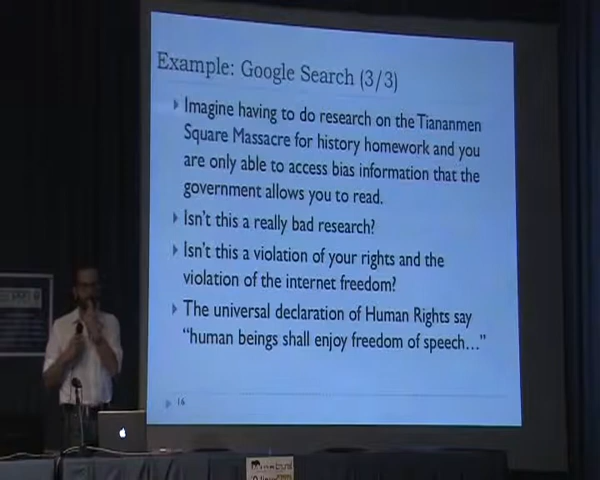 Example: Google Search (3/3)
Imagine having to do research on the Tiananmen
Square Massacre for history homework and you
are only able to access bias information that the
government allows you to read.
Isn't this a really bad research?
Isn't this a violation of your rights and the
violation of the internet freedom?
The universal declaration of Human Rights say
"human beings shall enjoy freedom of speech..."
16